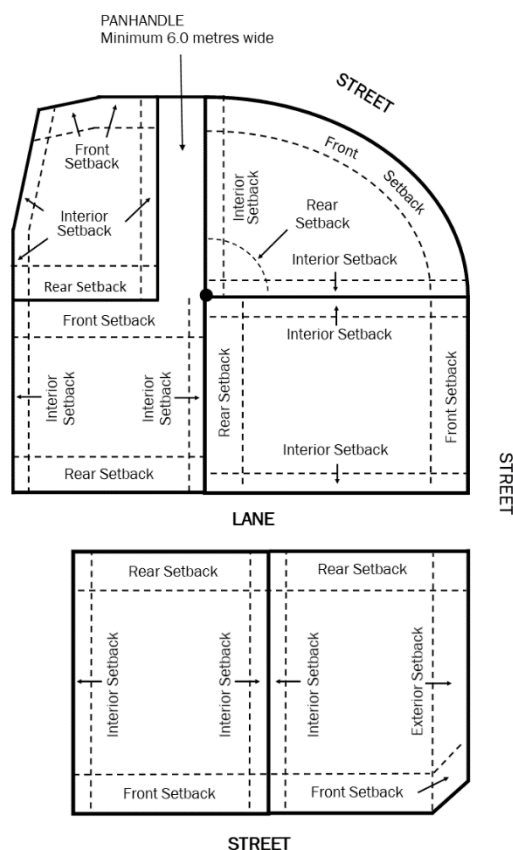 PANHANDLE
Minimum 6.0 metres wide
STREET
Front
Setback
Front
Setback
Interior
Setback
Interior
Setback
Rear
Setback
Interior Setback
Rear Setback
Front Setback
Interior Setback
Interior
Setback
Interior
Setback
Rear Setback
Front Setback
Interior Setback
Rear Setback
STREET
LANE
Rear Setback
Rear Setback
Interior Setback
Interior Setback
Interior Setback
Exterior Setback
Front Setback
Front Setback
STREET